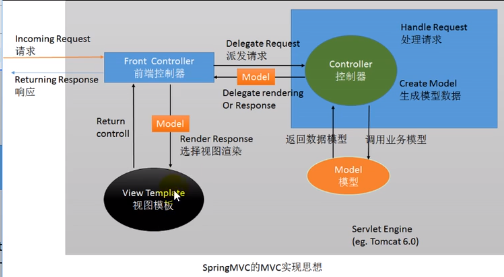 Incoming Request
请求
Returning Response
响应
Front Controller
前端控制器
Delegate Request
派发请求
Model
Delegate rendering
Or Response
Controller
控制器
Handle Request
处理请求
Create Model
生成模型数据
Return
controll
Model
Render Response
选择视图渲染
返回数据模型
调用业务模型
Model
模型
View Template
视图模板
Servlet Engine
(eg. Tomcat 6.0)
SpringMVC的MVC实现思想